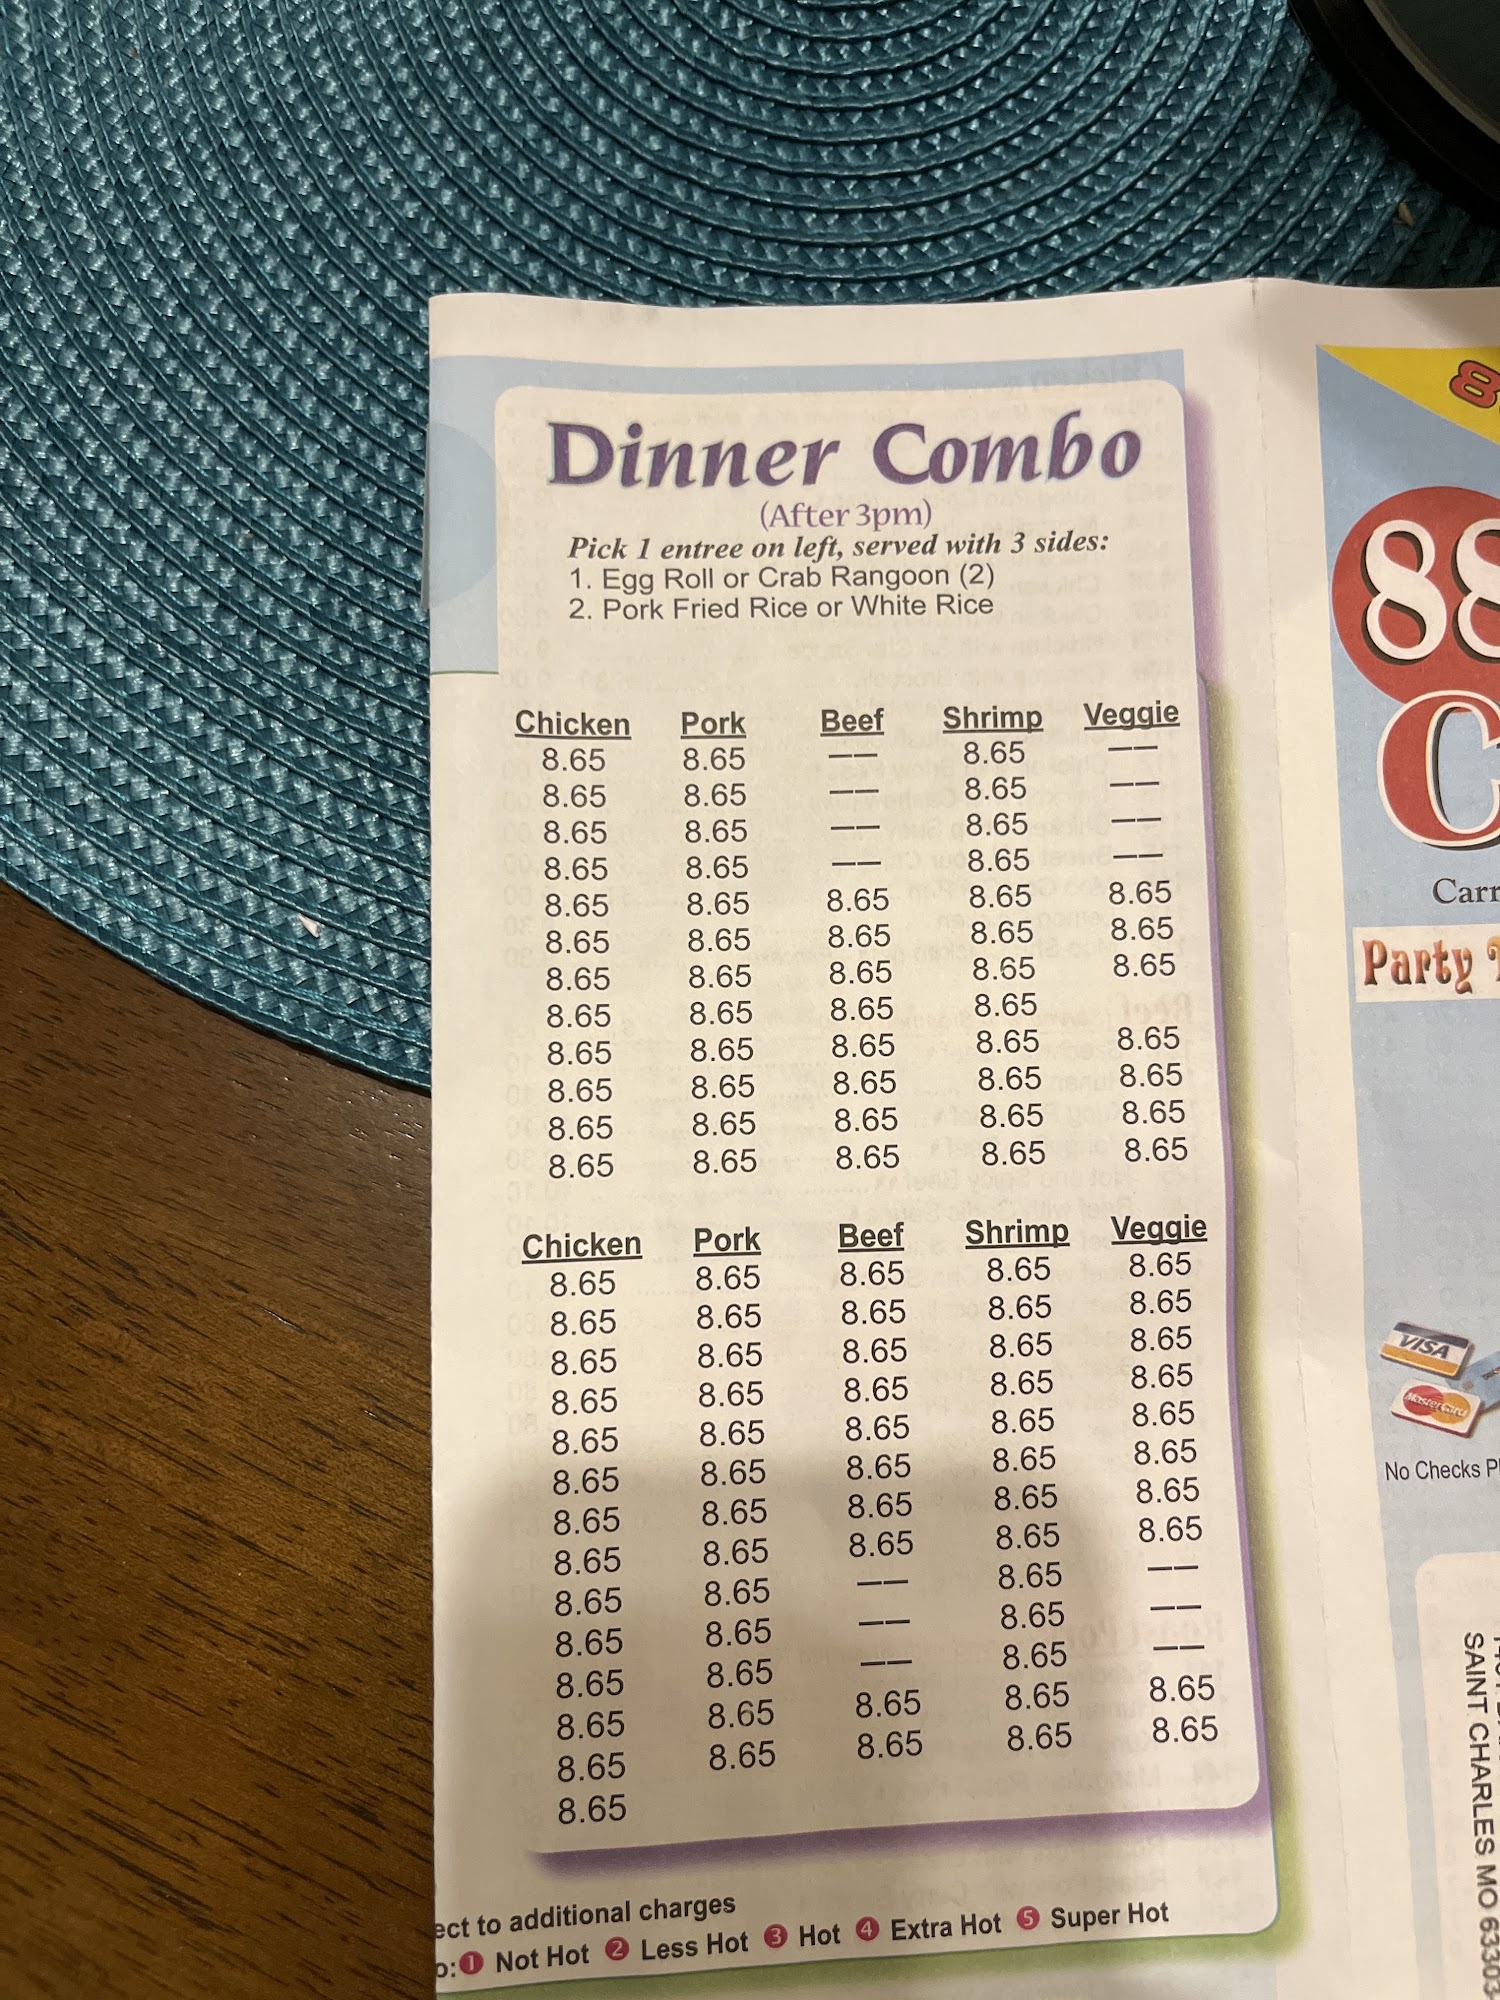 Dinner Combo
(After 3pm)
Pick 1 entree on left, served with 3 sides:
1. Egg Roll or Crab Rangoon (2)
2. Pork Fried Rice or White Rice
Chicken Pork Beef Shrimp Veggie
8.65 8.65 —— 8.65 ——
8.65 8.65 —— 8.65 ——
8.65 8.65 —— 8.65 ——
8.65 8.65 —— 8.65 ——
8.65 8.65 8.65 8.65 8.65
8.65 8.65 8.65 8.65 8.65
8.65 8.65 8.65 8.65 8.65
8.65 8.65 8.65 8.65
8.65 8.65 8.65 8.65 8.65
8.65 8.65 8.65 8.65 8.65
8.65 8.65 8.65 8.65 8.65
8.65 8.65 8.65 8.65 8.65
Chicken Pork Beef Shrimp Veggie
8.65 8.65 8.65 8.65 8.65
8.65 8.65 8.65 8.65 8.65
8.65 8.65 8.65 8.65 8.65
8.65 8.65 8.65 8.65 8.65
8.65 8.65 8.65 8.65 8.65
8.65 8.65 8.65 8.65 8.65
8.65 8.65 8.65 8.65 8.65
8.65 8.65 8.65 8.65 8.65
8.65 8.65 —— 8.65 ——
8.65 8.65 —— 8.65 ——
8.65 8.65 —— 8.65 ——
8.65 8.65 8.65 8.65 8.65
8.65 8.65 8.65 8.65 8.65
8.65
ect to additional charges
o: 1 Not Hot 2 Less Hot 3 Hot 4 Extra Hot 5 Super Hot
88
C
Carr
Party
VISA
MasterCard
No Checks P
SAINT CHARLES MO 63303